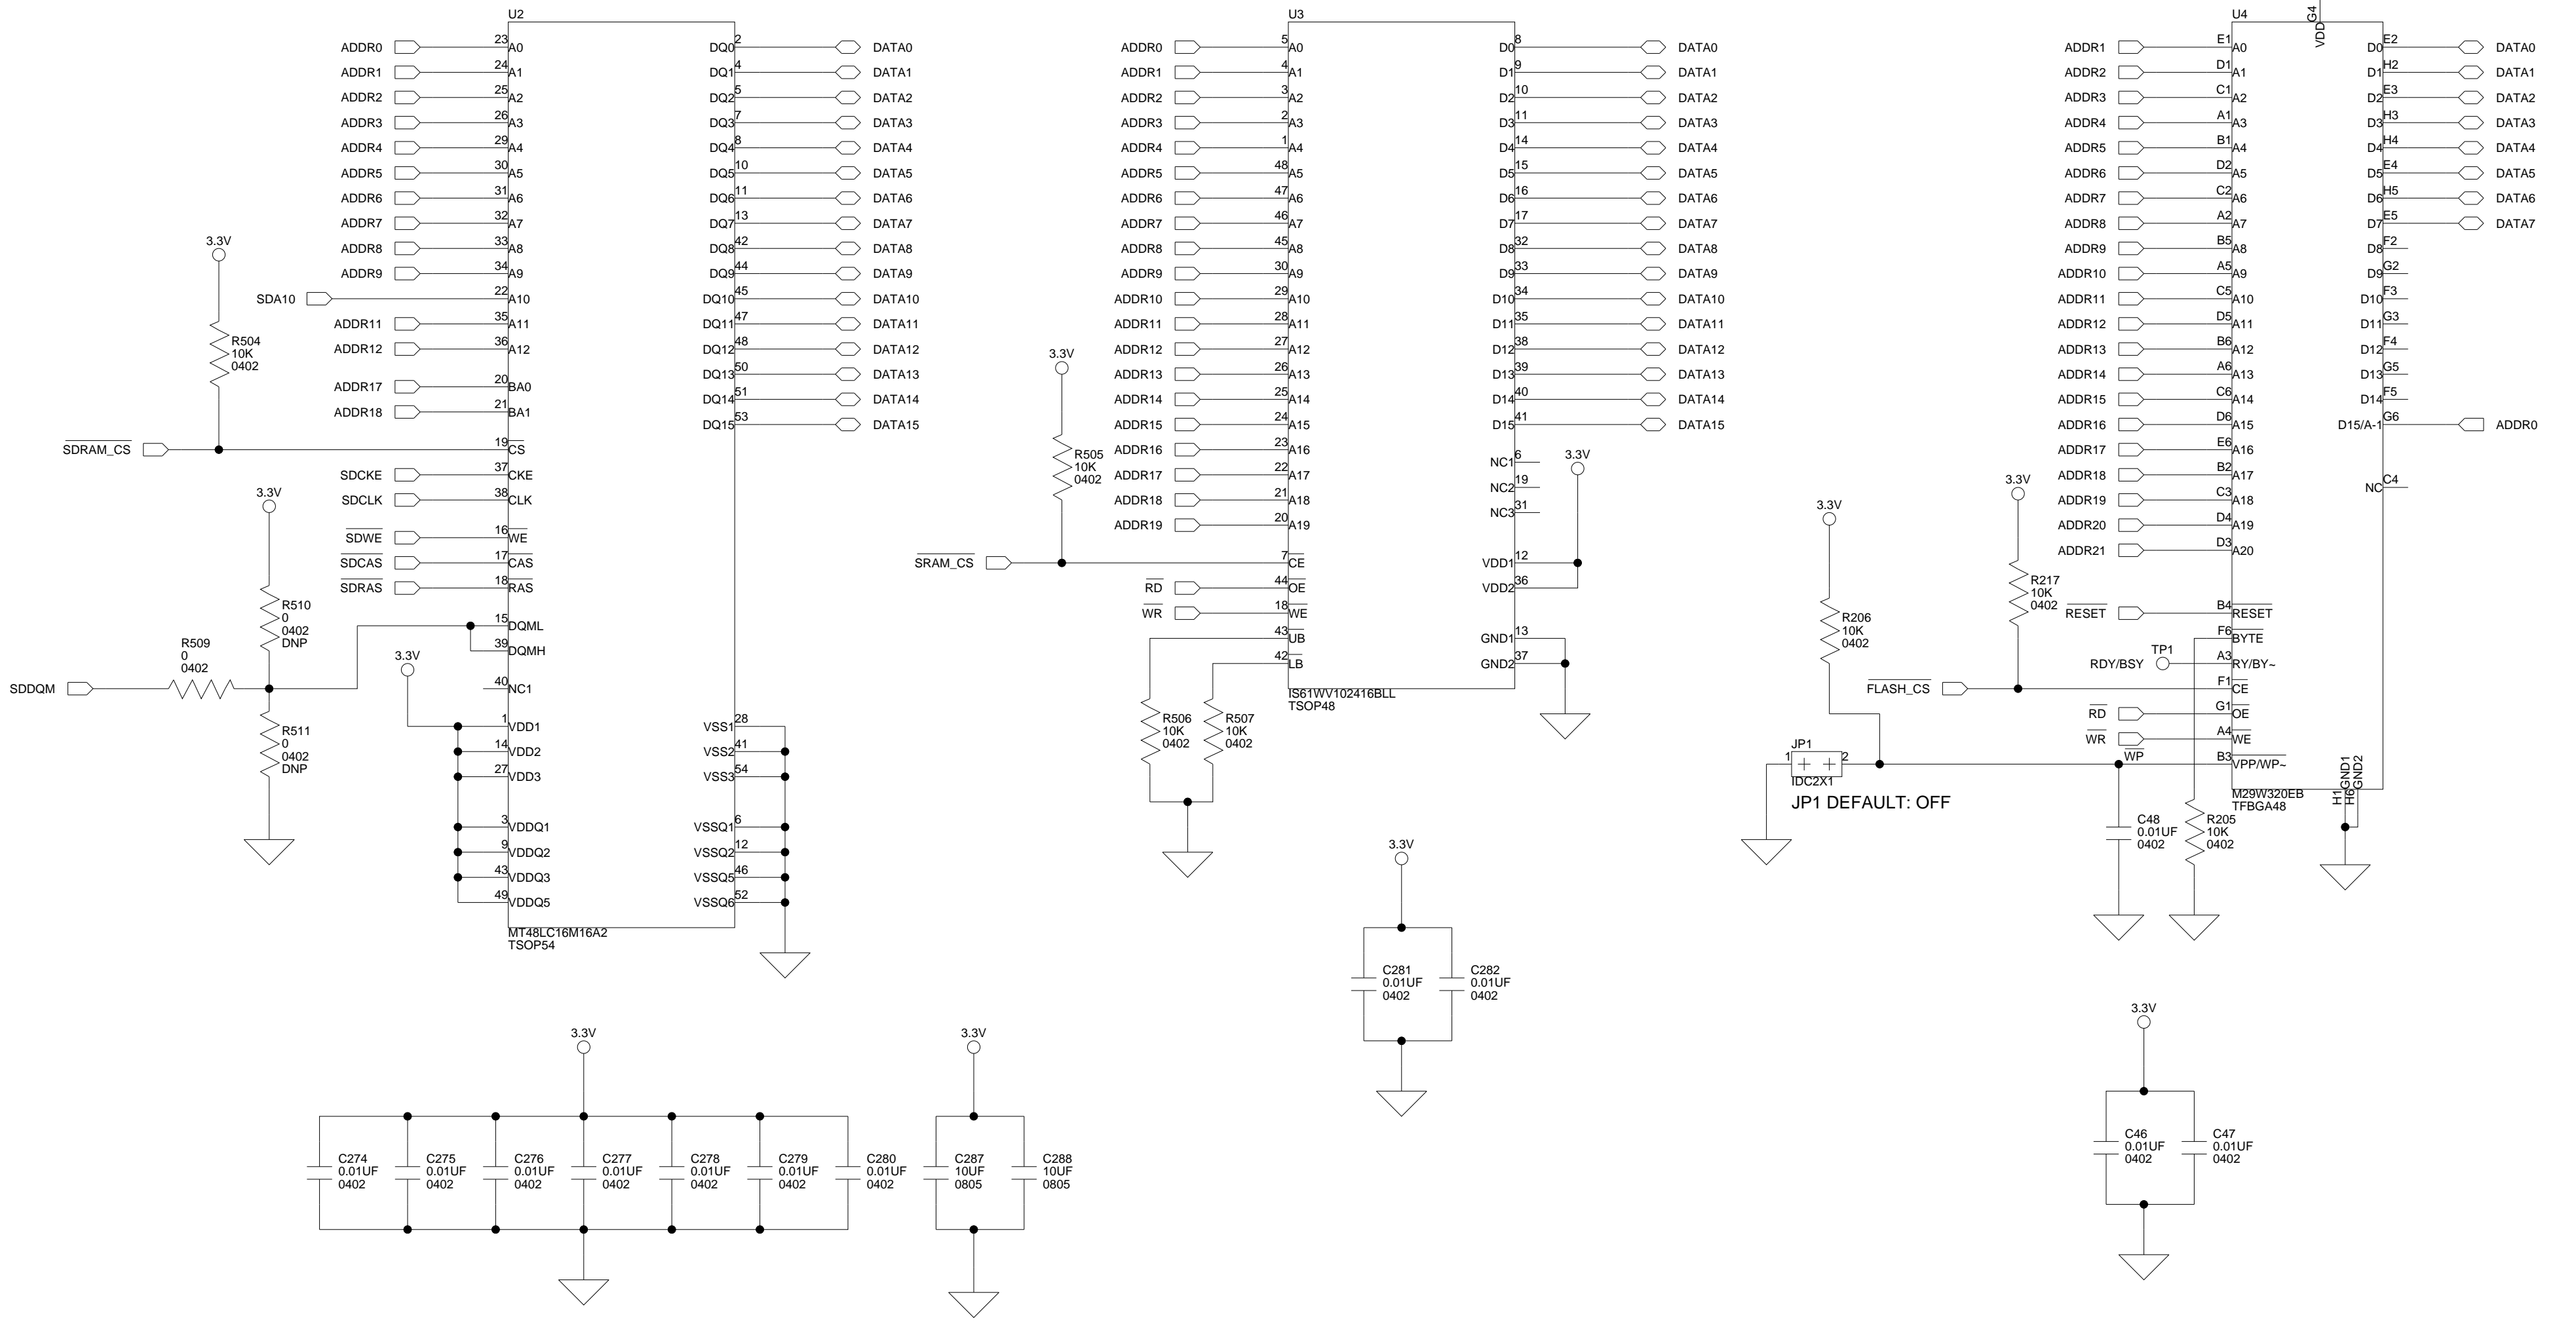 U2
ADDR0 23 A0 DQ0 2 DATA0
ADDR1 24 A1 DQ1 4 DATA1
ADDR2 25 A2 DQ2 5 DATA2
ADDR3 26 A3 DQ3 7 DATA3
ADDR4 29 A4 DQ4 8 DATA4
ADDR5 30 A5 DQ5 10 DATA5
ADDR6 31 A6 DQ6 11 DATA6
ADDR7 32 A7 DQ7 13 DATA7
ADDR8 33 A8 DQ8 42 DATA8
ADDR9 34 A9 DQ9 44 DATA9
SDA10 22 A10 DQ10 45 DATA10
ADDR11 35 A11 DQ11 47 DATA11
ADDR12 36 A12 DQ12 48 DATA12
DQ13 50 DATA13
ADDR17 20 BA0
DQ14 51 DATA14
ADDR18 21 BA1
DQ15 53 DATA15
SDRAM_CS 19 CS
SDCKE 37 CKE
SDCLK 38 CLK
SDWE 16 WE
SDCAS 17 CAS
SDRAS 18 RAS
15 DQML
39 DQMH
SDDQM
40 NC1
1 VDD1 VSS1 28
14 VDD2 VSS2 41
27 VDD3 VSS3 54
3 VDDQ1 VSSQ1 6
9 VDDQ2 VSSQ2 12
43 VDDQ3 VSSQ5 46
49 VDDQ5 VSSQ6 52
MT48LC16M16A2
TSOP54
3.3V
R504
10K
0402
3.3V
R510
0
0402
DNP
R509
0
0402
3.3V
R511
0
0402
DNP
U3
ADDR0 5 A0 D0 8 DATA0
ADDR1 4 A1 D1 9 DATA1
ADDR2 3 A2 D2 10 DATA2
ADDR3 2 A3 D3 11 DATA3
ADDR4 1 A4 D4 14 DATA4
ADDR5 48 A5 D5 15 DATA5
ADDR6 47 A6 D6 16 DATA6
ADDR7 46 A7 D7 17 DATA7
ADDR8 45 A8 D8 32 DATA8
ADDR9 30 A9 D9 33 DATA9
ADDR10 29 A10 D10 34 DATA10
ADDR11 28 A11 D11 35 DATA11
ADDR12 27 A12 D12 38 DATA12
ADDR13 26 A13 D13 39 DATA13
ADDR14 25 A14 D14 40 DATA14
ADDR15 24 A15 D15 41 DATA15
ADDR16 23 A16
NC1 6
ADDR17 22 A17
NC2 19
ADDR18 21 A18
NC3 31
ADDR19 20 A19
SRAM_CS 7 CE VDD1 12
RD 44 OE VDD2 36
WR 18 WE
43 UB GND1 13
42 LB GND2 37
IS61WV102416BLL
TSOP48
3.3V
3.3V
R505
10K
0402
R506
10K
0402
R507
10K
0402
U4
G4
VDD
ADDR1 E1 A0 D0 E2 DATA0
ADDR2 D1 A1 D1 H2 DATA1
ADDR3 C1 A2 D2 E3 DATA2
ADDR4 A1 A3 D3 H3 DATA3
ADDR5 B1 A4 D4 H4 DATA4
ADDR6 D2 A5 D5 E4 DATA5
ADDR7 C2 A6 D6 H5 DATA6
ADDR8 A2 A7 D7 E5 DATA7
ADDR9 B5 A8 D8 F2
ADDR10 A5 A9 D9 G2
ADDR11 C5 A10 D10 F3
ADDR12 D5 A11 D11 G3
ADDR13 B6 A12 D12 F4
ADDR14 A6 A13 D13 G5
ADDR15 C6 A14 D14 F5
ADDR16 D6 A15 D15/A-1 G6 ADDR0
ADDR17 E6 A16
ADDR18 B2 A17
NC C4
ADDR19 C3 A18
ADDR20 D4 A19
ADDR21 D3 A20
RESET B4 RESET
F6 BYTE
TP1
RDY/BSY A3 RY/BY~
FLASH_CS F1 CE
RD G1 OE
WR A4 WE
WP B3 VPP/WP~
M29W320EB
TFBGA48
H1 GND1
H6 GND2
3.3V
R206
10K
0402
3.3V
R217
10K
0402
JP1
1 2
IDC2X1
JP1 DEFAULT: OFF
C48
0.01UF
0402
R205
10K
0402
3.3V
C281
0.01UF
0402
C282
0.01UF
0402
3.3V
C274
0.01UF
0402
C275
0.01UF
0402
C276
0.01UF
0402
C277
0.01UF
0402
C278
0.01UF
0402
C279
0.01UF
0402
C280
0.01UF
0402
3.3V
C287
10UF
0805
C288
10UF
0805
3.3V
C46
0.01UF
0402
C47
0.01UF
0402